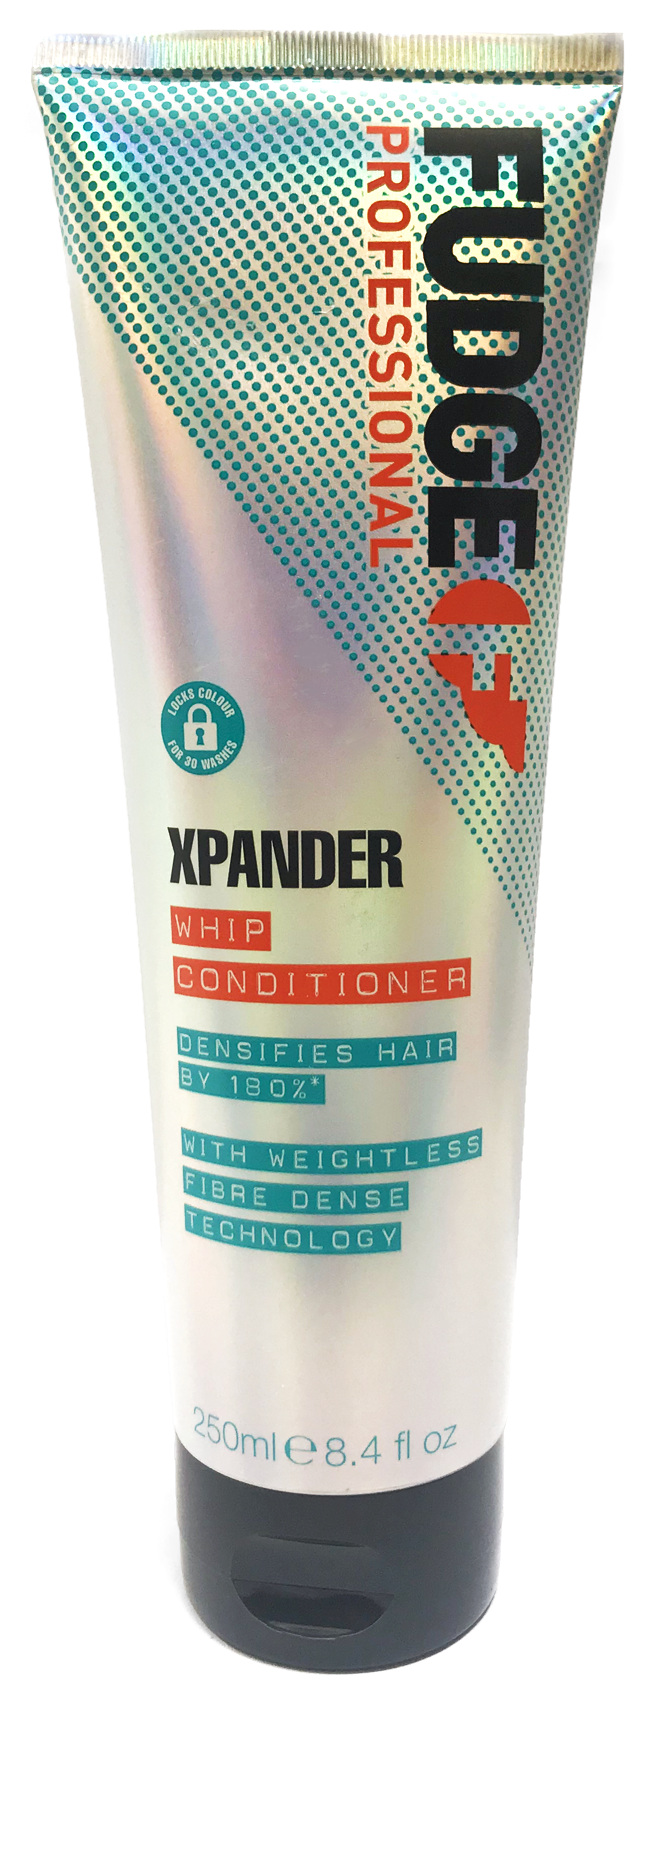 FUDGE
PROFESSIONAL
F
LOCKS COLOUR
FOR 30 WASHES
XPANDER
WHIP
CONDITIONER
DENSIFIES HAIR
BY 180%*
WITH WEIGHTLESS
FIBRE DENSE
TECHNOLOGY
250ml ℮ 8.4 fl oz